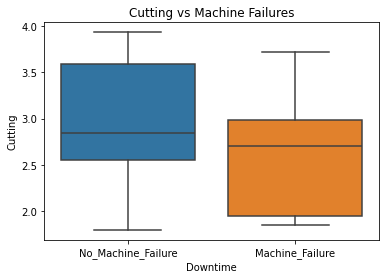 Cutting vs Machine Failures
4.0
3.5
3.0
2.5
2.0
Cutting
No_Machine_Failure
Machine_Failure
Downtime